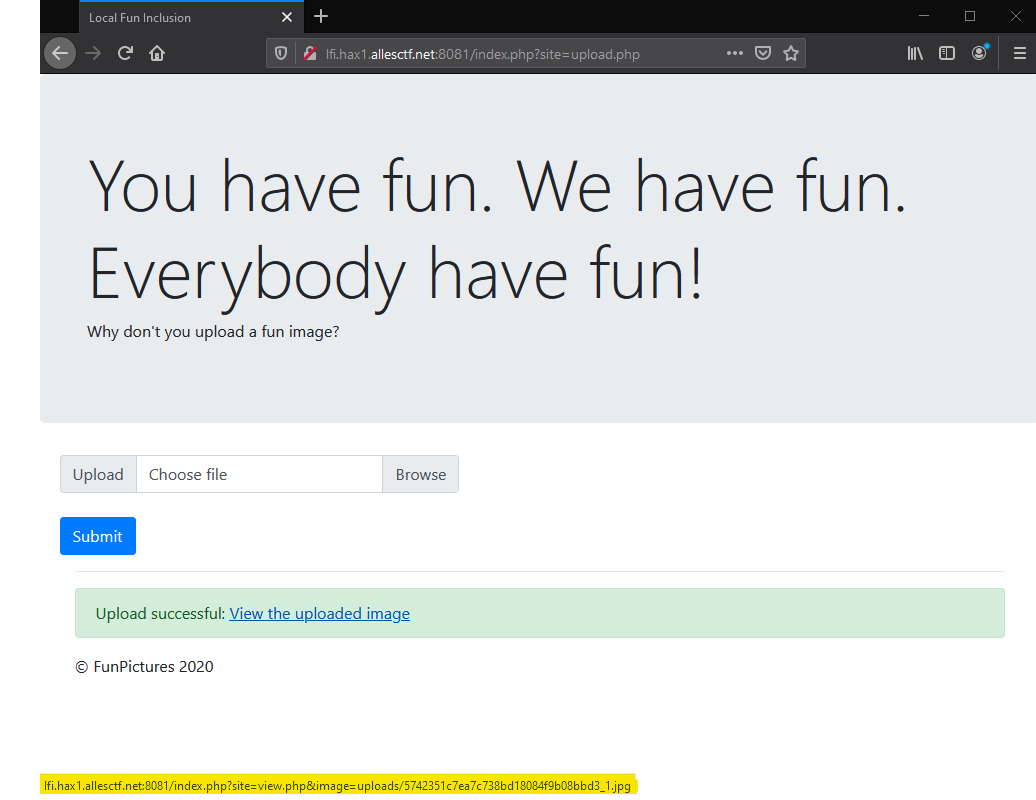 Local Fun Inclusion
lfi.hax1.allesctf.net:8081/index.php?site=upload.php
You have fun. We have fun.
Everybody have fun!
Why don't you upload a fun image?
Upload Choose file Browse
Submit
Upload successful: View the uploaded image
© FunPictures 2020
lfi.hax1.allesctf.net:8081/index.php?site=view.php&image=uploads/5742351c7ea7c738bd18084f9b08bbd3_1.jpg